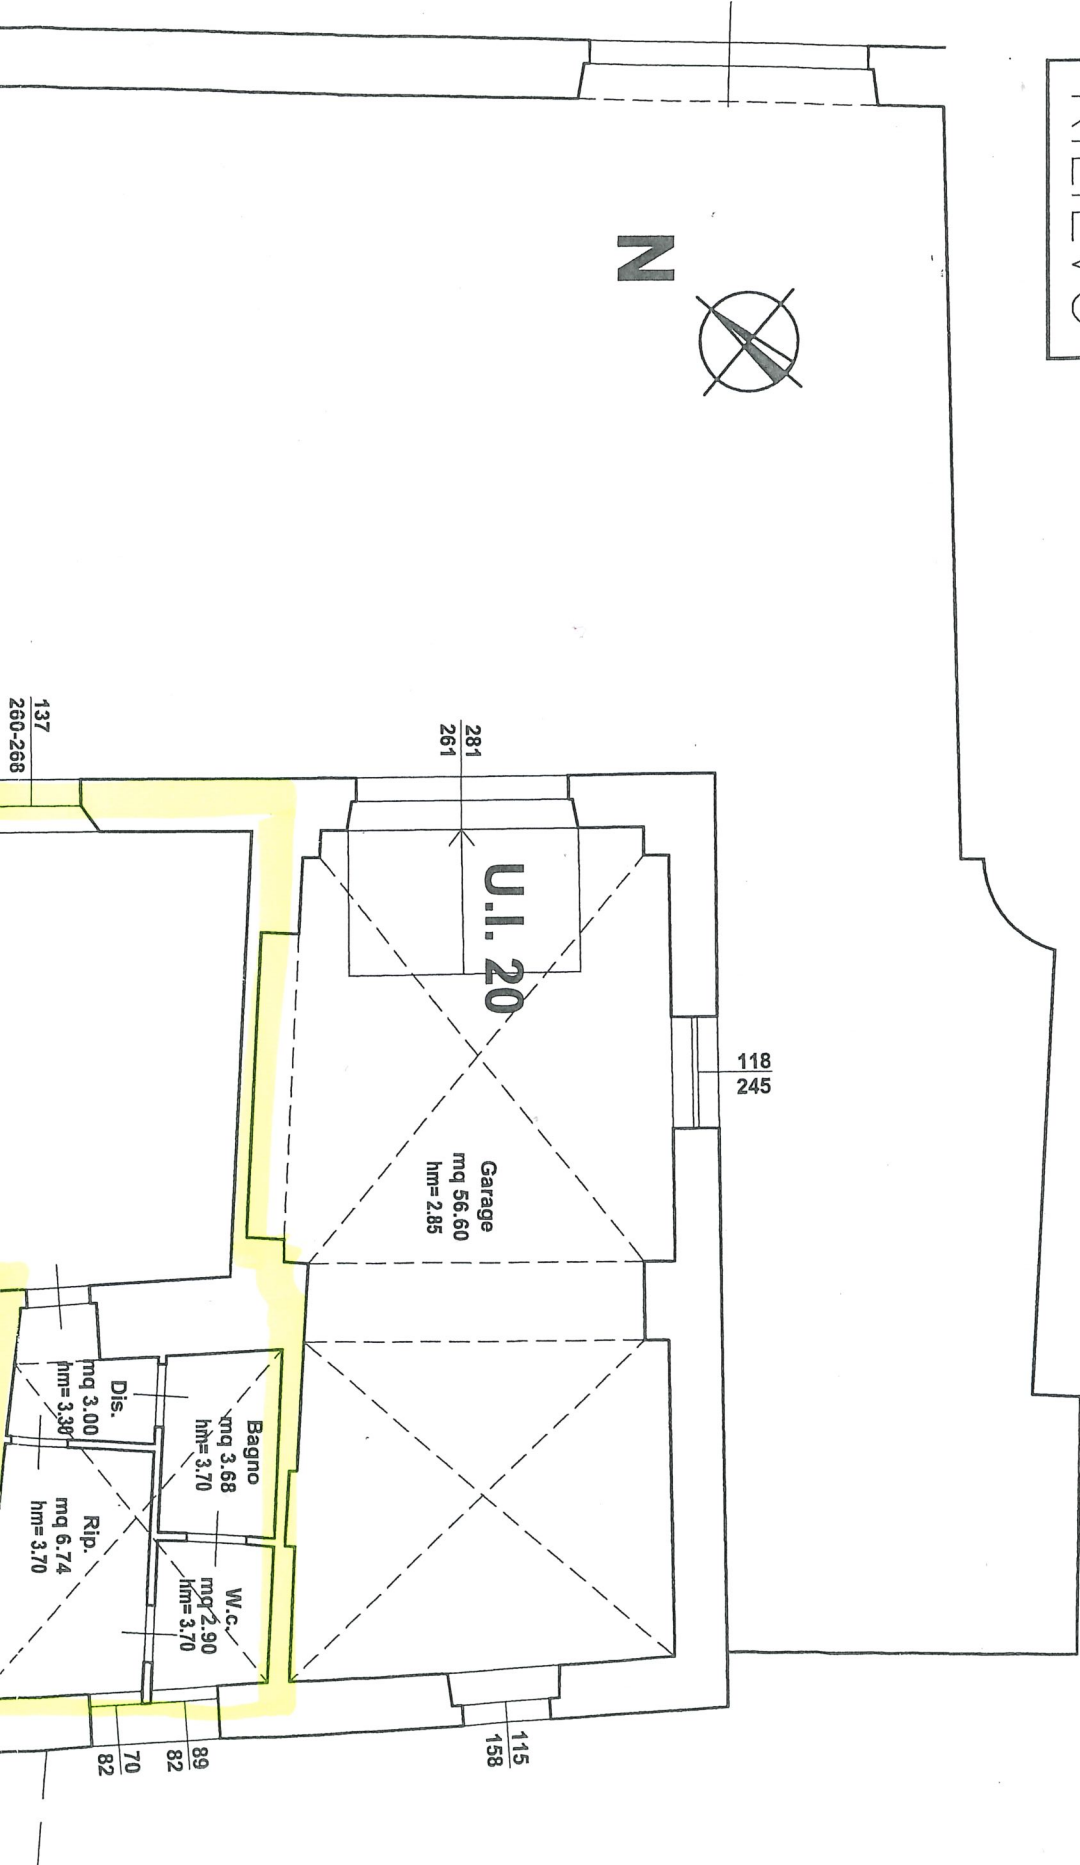 RILIEVO
N
137
260-268
281
261
U.I. 20
118
245
Garage
mq 56.60
hm= 2.85
Dis.
mq 3.00
hm= 3.30
Bagno
mq 3.68
hm= 3.70
Rip.
mq 6.74
hm= 3.70
W.c.
mq 2.90
hm= 3.70
115
158
89
82
70
82